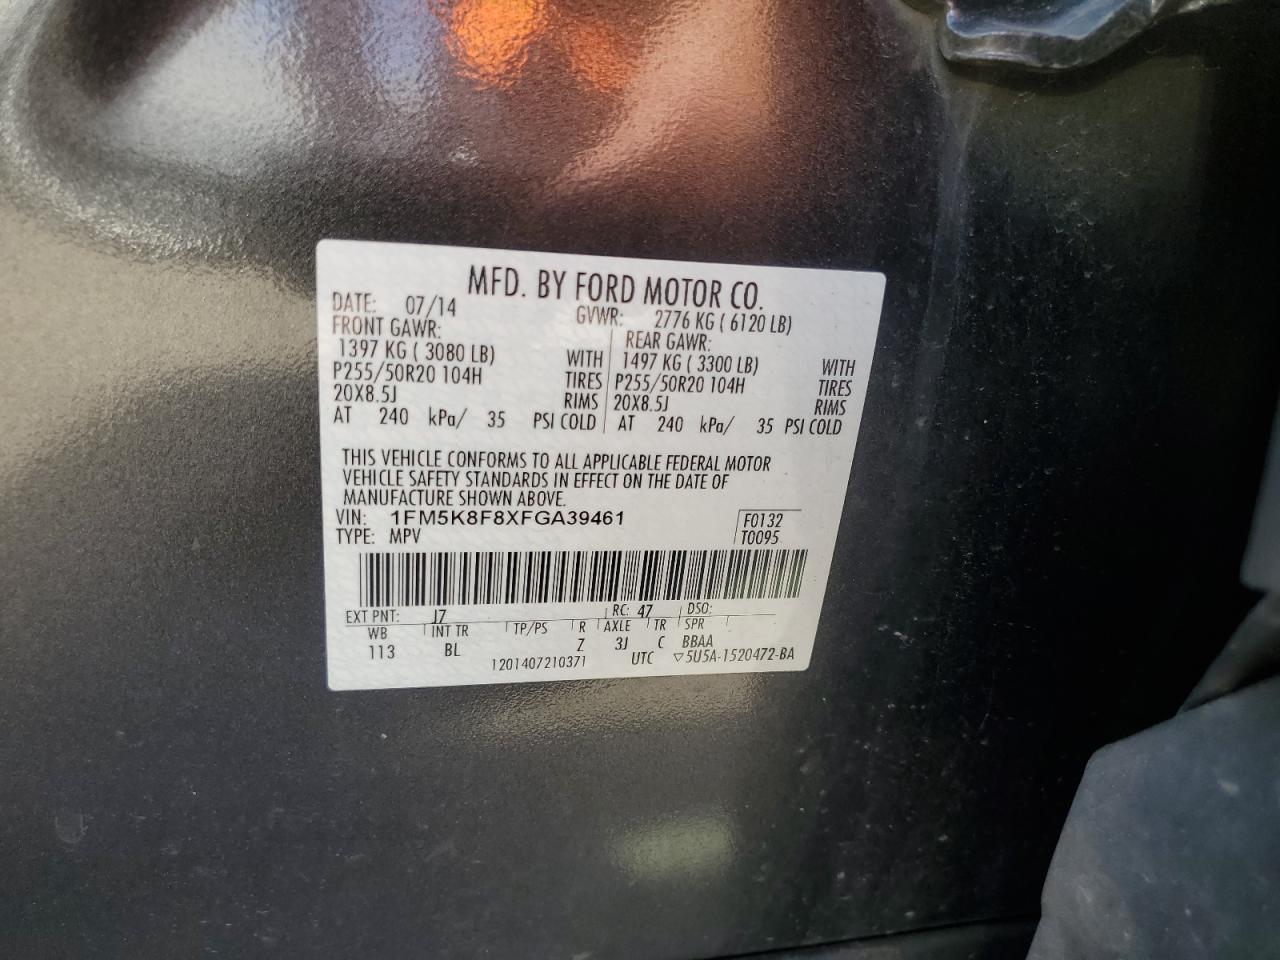 MFD. BY FORD MOTOR CO.
DATE: 07/14 GVWR: 2776 KG ( 6120 LB)
FRONT GAWR: REAR GAWR:
1397 KG ( 3080 LB) WITH 1497 KG ( 3300 LB) WITH
P255/50R20 104H TIRES P255/50R20 104H TIRES
20X8.5J RIMS 20X8.5J RIMS
AT 240 kPa/ 35 PSI COLD AT 240 kPa/ 35 PSI COLD
THIS VEHICLE CONFORMS TO ALL APPLICABLE FEDERAL MOTOR
VEHICLE SAFETY STANDARDS IN EFFECT ON THE DATE OF
MANUFACTURE SHOWN ABOVE.
VIN: 1FM5K8F8XFGA39461 F0132
TYPE: MPV T0095
EXT PNT: J7 RC: 47 DSO:
WB INT TR TP/PS R AXLE TR SPR
113 BL Z 3J C BBAA
1201407210371 UTC ▽5U5A-1520472-BA